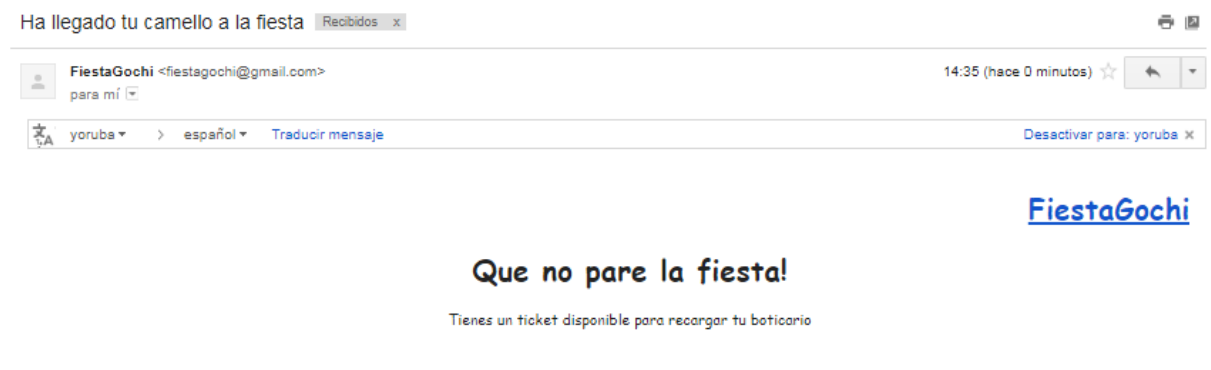 Ha llegado tu camello a la fiesta Recibidos x
FiestaGochi <fiestagochi@gmail.com> 14:35 (hace 0 minutos)
para mí
yoruba > español Traducir mensaje Desactivar para: yoruba x
FiestaGochi
Que no pare la fiesta!
Tienes un ticket disponible para recargar tu boticario